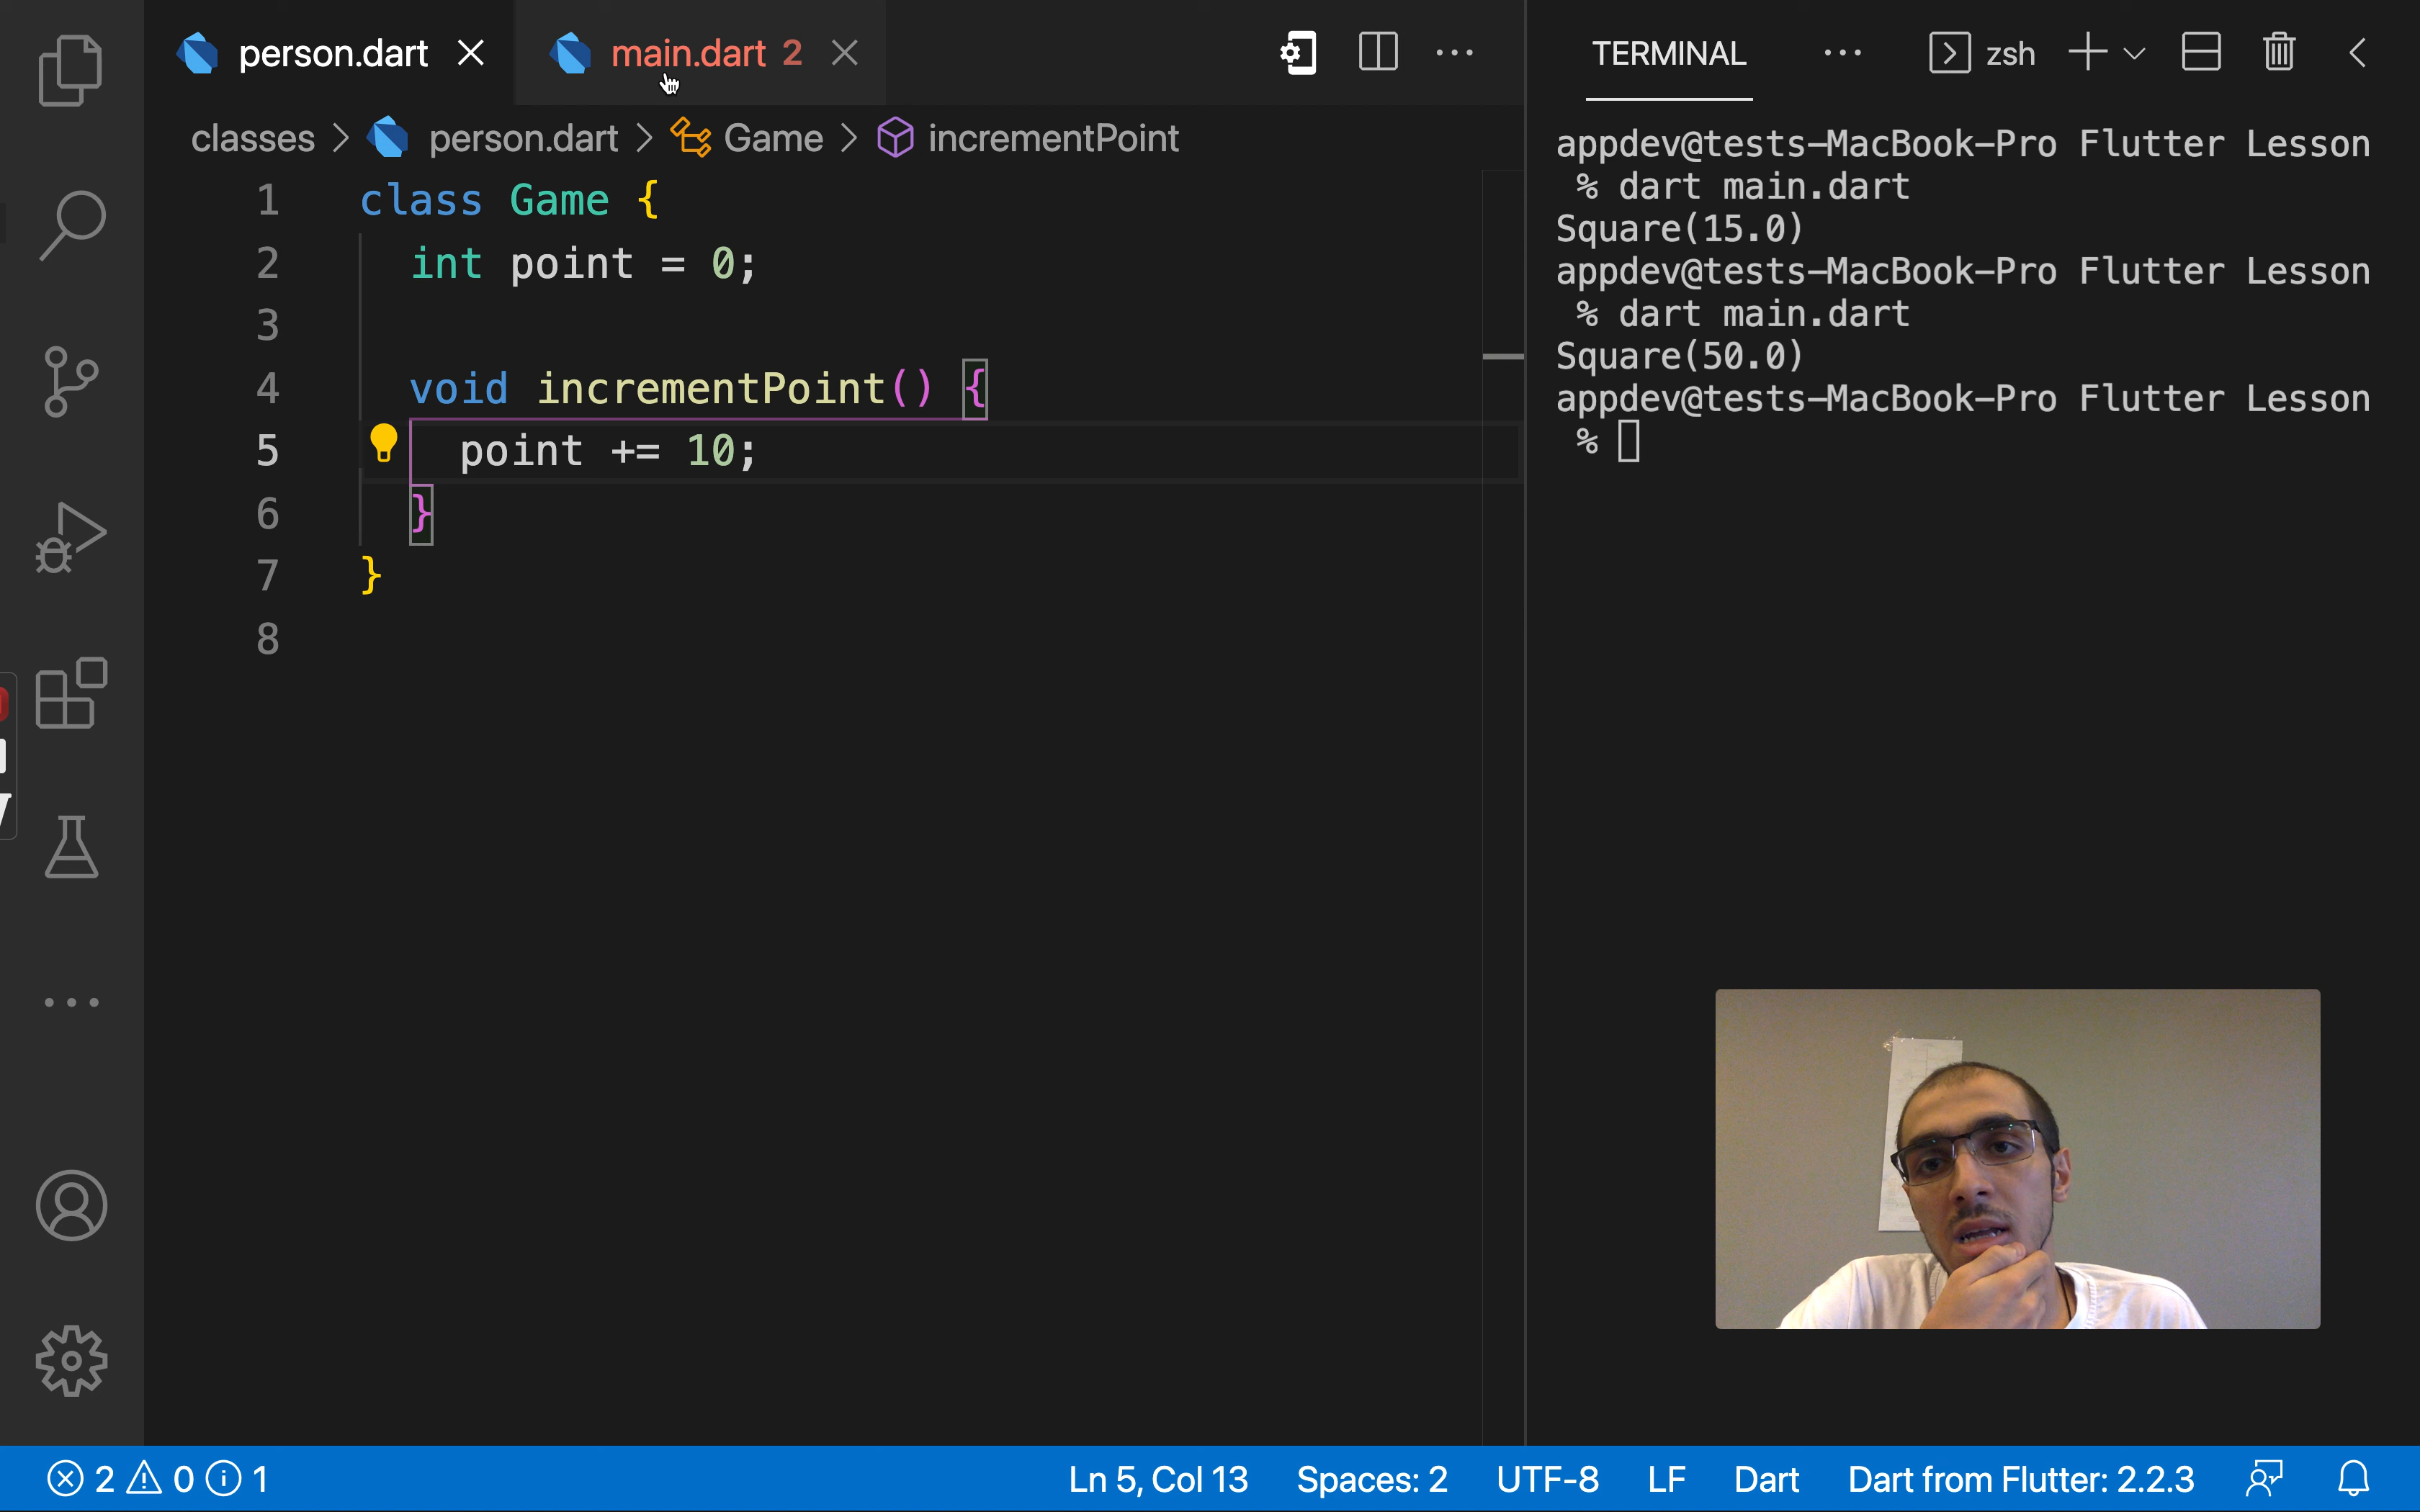 person.dart
main.dart 2
TERMINAL
zsh
classes > person.dart > Game > incrementPoint
1 class Game {
2 int point = 0;
3
4 void incrementPoint() {
5 point += 10;
6 }
7 }
8
appdev@tests-MacBook-Pro Flutter Lesson
% dart main.dart
Square(15.0)
appdev@tests-MacBook-Pro Flutter Lesson
% dart main.dart
Square(50.0)
appdev@tests-MacBook-Pro Flutter Lesson
%
2 0 1
Ln 5, Col 13 Spaces: 2 UTF-8 LF Dart Dart from Flutter: 2.2.3